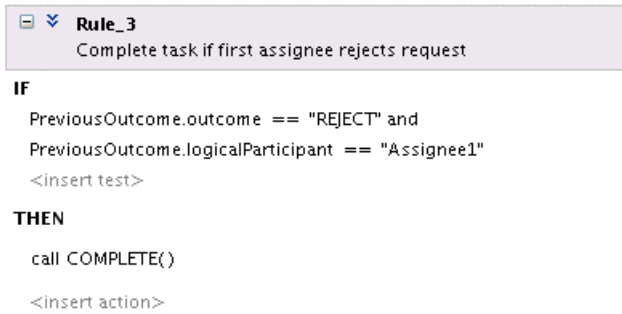 Rule_3
Complete task if first assignee rejects request
IF
PreviousOutcome.outcome == "REJECT" and
PreviousOutcome.logicalParticipant == "Assignee1"
<insert test>
THEN
call COMPLETE()
<insert action>